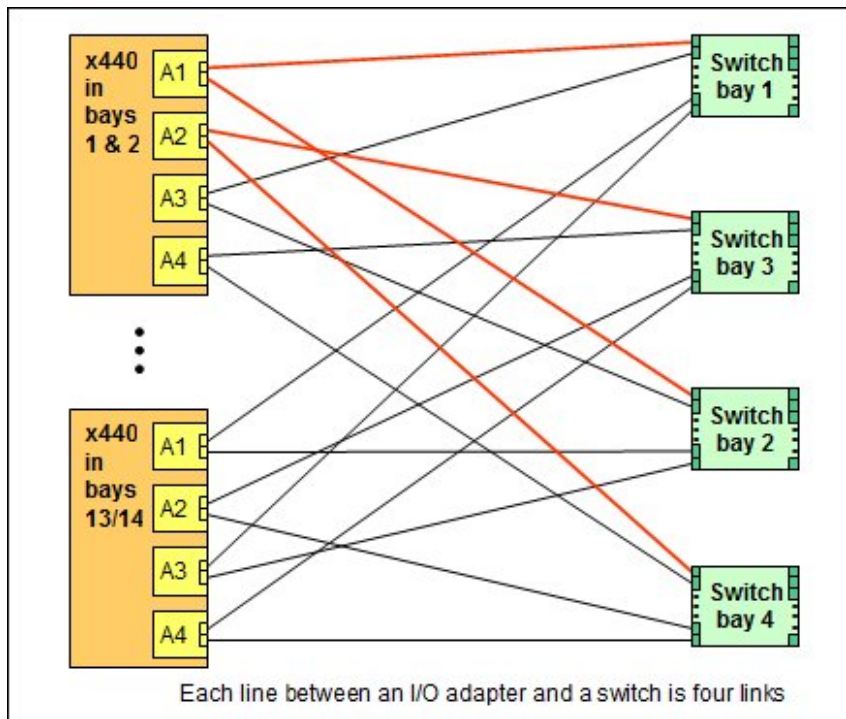 x440
in
bays
1 & 2
A1
A2
A3
A4
x440
in
bays
13/14
A1
A2
A3
A4
Switch
bay 1
Switch
bay 3
Switch
bay 2
Switch
bay 4
Each line between an I/O adapter and a switch is four links